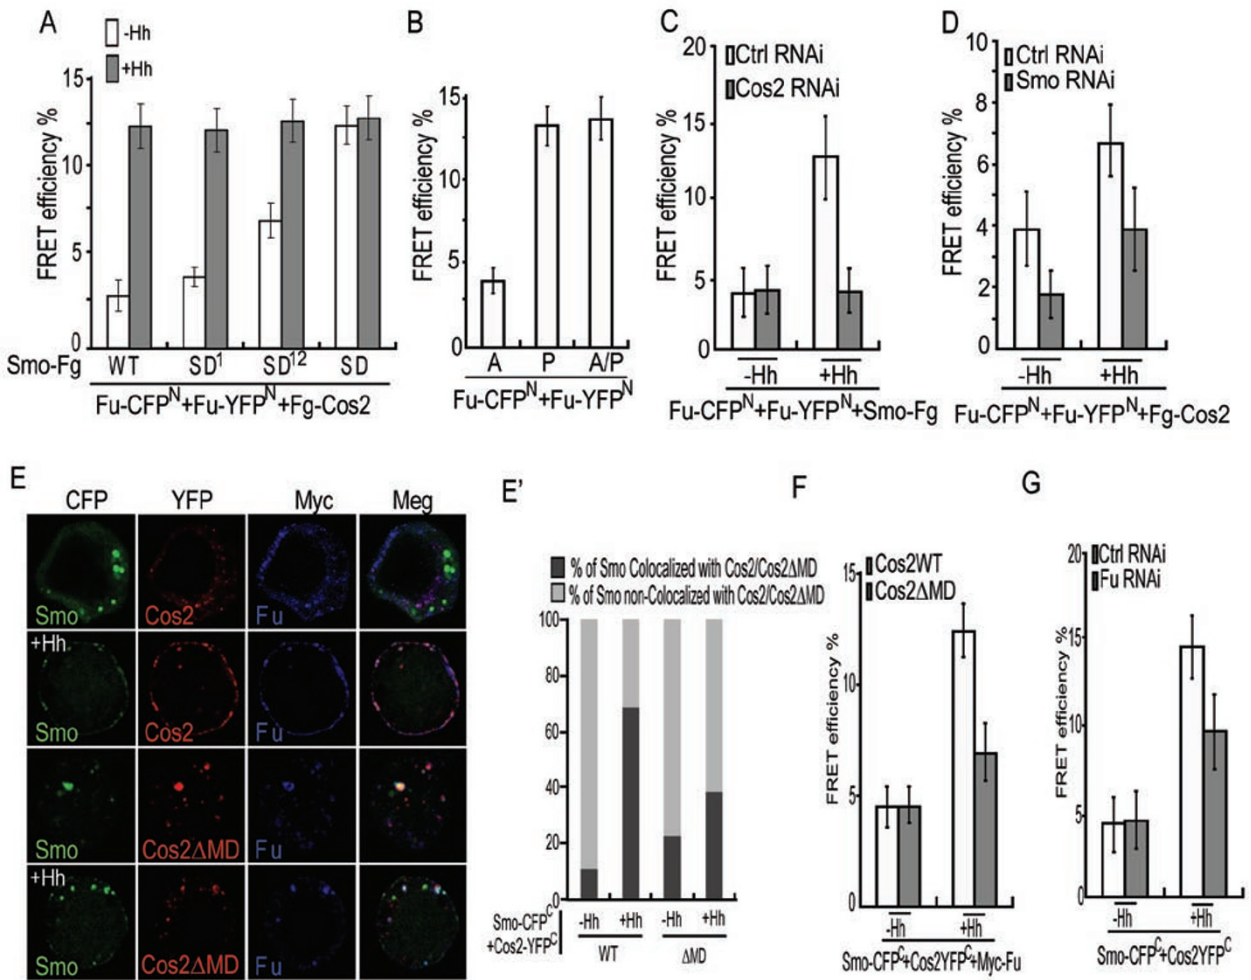 A
-Hh
+Hh
FRET efficiency %
15
10
5
0
Smo-Fg WT SD1 SD12 SD
Fu-CFPN+Fu-YFPN+Fg-Cos2
B
FRET efficiency %
15
10
5
0
A P A/P
Fu-CFPN+Fu-YFPN
C
Ctrl RNAi
Cos2 RNAi
FRET efficiency %
20
15
10
5
0
-Hh +Hh
Fu-CFPN+Fu-YFPN+Smo-Fg
D
Ctrl RNAi
Smo RNAi
FRET efficiency %
10
8
6
4
2
0
-Hh +Hh
Fu-CFPN+Fu-YFPN+Fg-Cos2
E
CFP YFP Myc Meg
Smo Cos2 Fu
+Hh
Smo Cos2 Fu
Smo Cos2ΔMD Fu
+Hh
Smo Cos2ΔMD Fu
E'
% of Smo Colocalized with Cos2/Cos2ΔMD
% of Smo non-Colocalized with Cos2/Cos2ΔMD
100
80
60
40
20
0
Smo-CFPC -Hh +Hh -Hh +Hh
+Cos2-YFPC WT ΔMD
F
Cos2WT
Cos2ΔMD
FRET efficiency %
15
10
5
0
-Hh +Hh
Smo-CFPC+Cos2YFPC+Myc-Fu
G
Ctrl RNAi
Fu RNAi
FRET efficiency %
20
15
10
5
0
-Hh +Hh
Smo-CFPC+Cos2YFPC